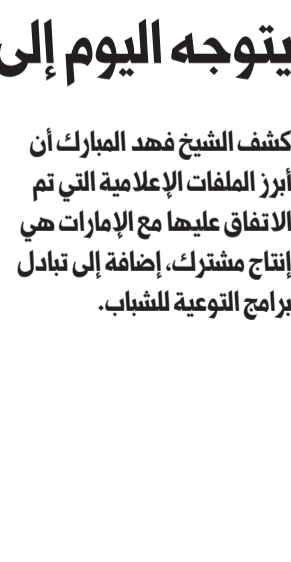 يتوجه اليوم إلى
كشف الشيخ فهد المبارك أن
أبرز الملفات الإعلامية التي تم
الاتفاق عليها مع الإمارات هي
إنتاج مشترك، إضافة إلى تبادل
برامج التوعية للشباب.